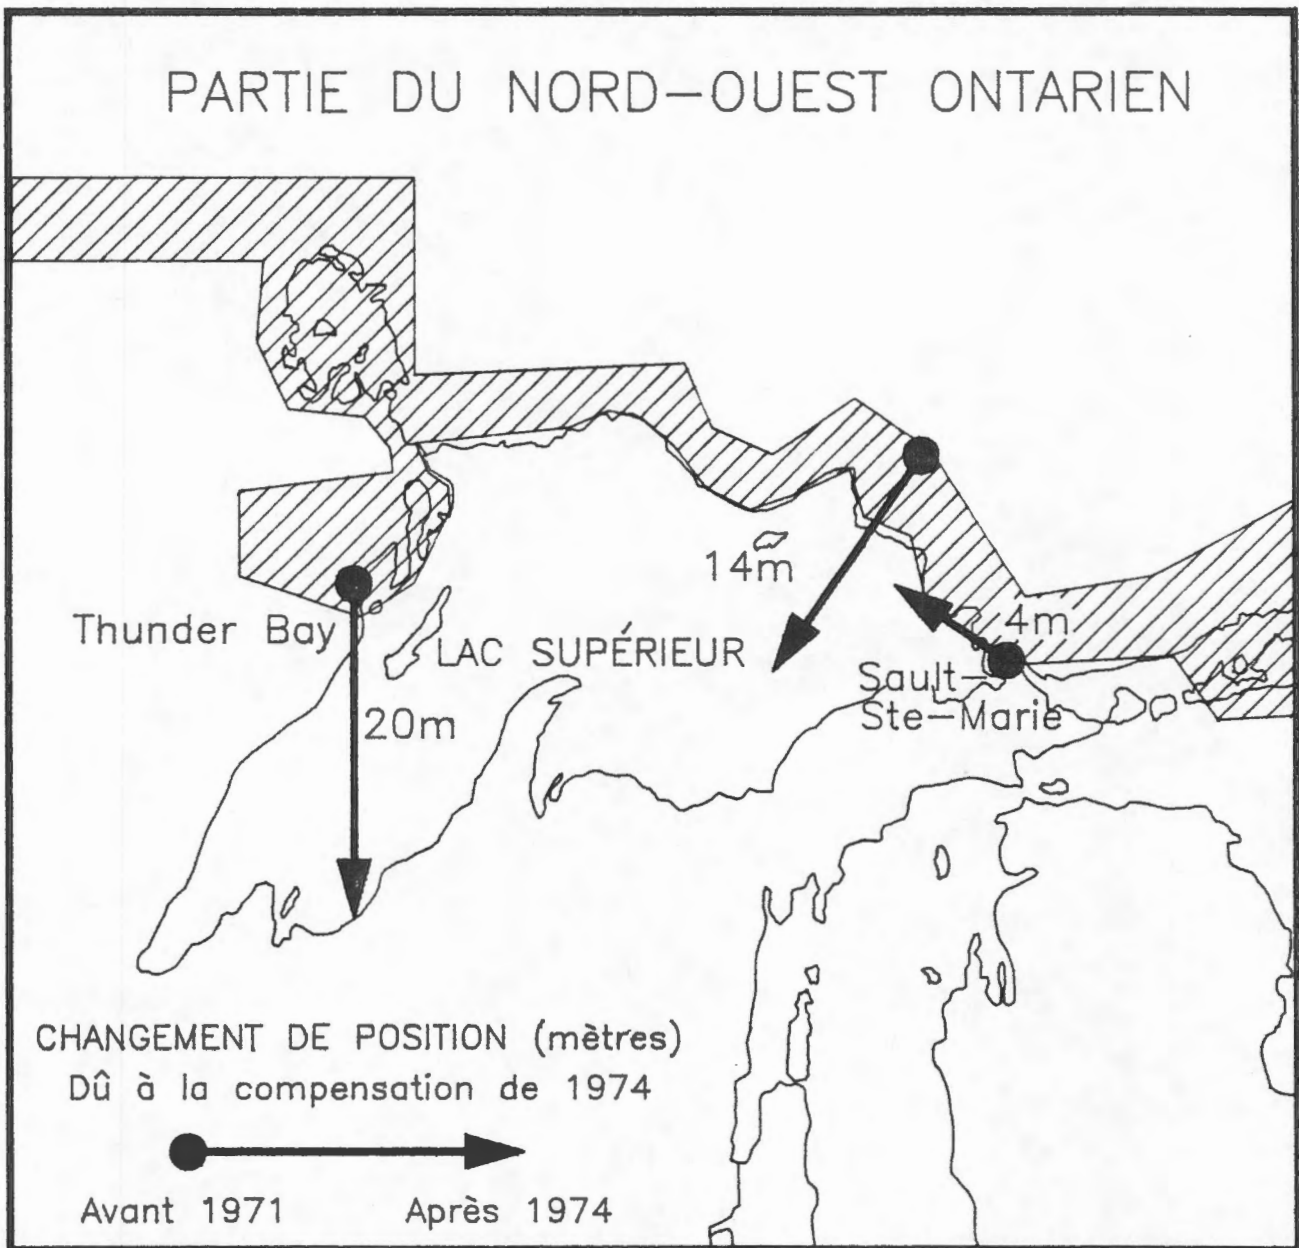 PARTIE DU NORD-OUEST ONTARIEN
14m
4m
Thunder Bay
LAC SUPÉRIEUR
Sault-
Ste-Marie
20m
CHANGEMENT DE POSITION (mètres)
Dû à la compensation de 1974
Avant 1971
Après 1974